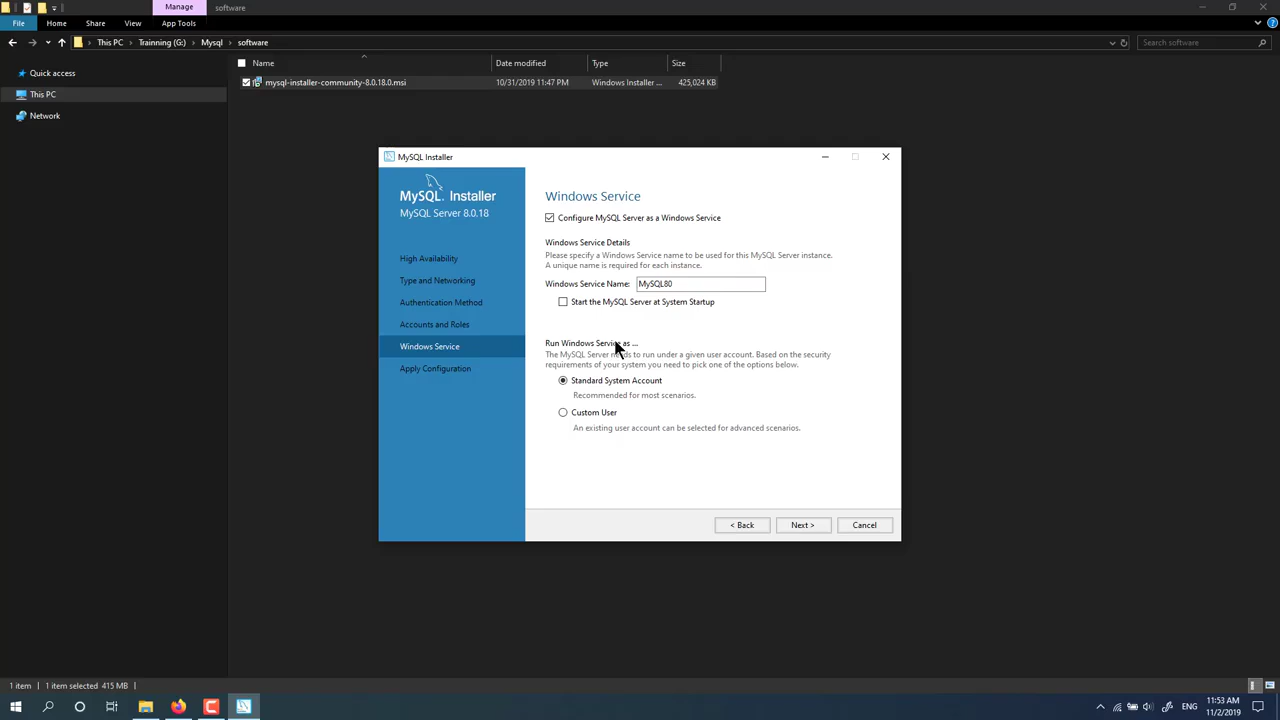 Manage
software
File
Home
Share
View
App Tools
This PC
Trainning (G:)
Mysql
software
Search software
Quick access
This PC
Network
Name
Date modified
Type
Size
mysql-installer-community-8.0.18.0.msi
10/31/2019 11:47 PM
Windows Installer ...
425,024 KB
MySQL Installer
MySQL. Installer
MySQL Server 8.0.18
High Availability
Type and Networking
Authentication Method
Accounts and Roles
Windows Service
Apply Configuration
Windows Service
Configure MySQL Server as a Windows Service
Windows Service Details
Please specify a Windows Service name to be used for this MySQL Server instance.
A unique name is required for each instance.
Windows Service Name:
MySQL80
Start the MySQL Server at System Startup
Run Windows Service as ...
The MySQL Server needs to run under a given user account. Based on the security
requirements of your system you need to pick one of the options below.
Standard System Account
Recommended for most scenarios.
Custom User
An existing user account can be selected for advanced scenarios.
< Back
Next >
Cancel
1 item
1 item selected 415 MB
ENG
11:53 AM
11/2/2019